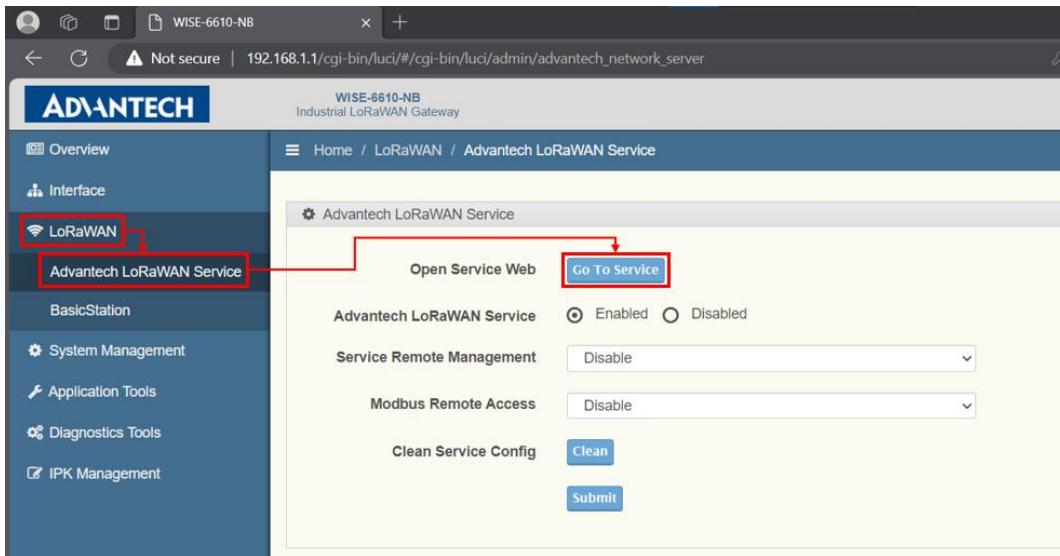 WISE-6610-NB
Not secure | 192.168.1.1/cgi-bin/luci/#/cgi-bin/luci/admin/advantech_network_server
ADVANTECH
WISE-6610-NB
Industrial LoRaWAN Gateway
Overview
Home / LoRaWAN / Advantech LoRaWAN Service
Interface
Advantech LoRaWAN Service
LoRaWAN
Advantech LoRaWAN Service
Open Service Web Go To Service
BasicStation
Advantech LoRaWAN Service Enabled Disabled
System Management
Service Remote Management Disable
Application Tools
Modbus Remote Access Disable
Diagnostics Tools
Clean Service Config Clean
IPK Management
Submit